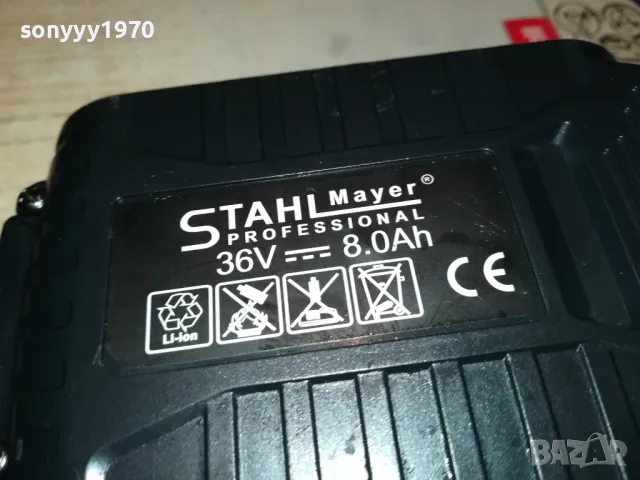 sonyyy1970
STAHL Mayer®
PROFESSIONAL
36V 8.0Ah
Li-ion
CE
BAZAR